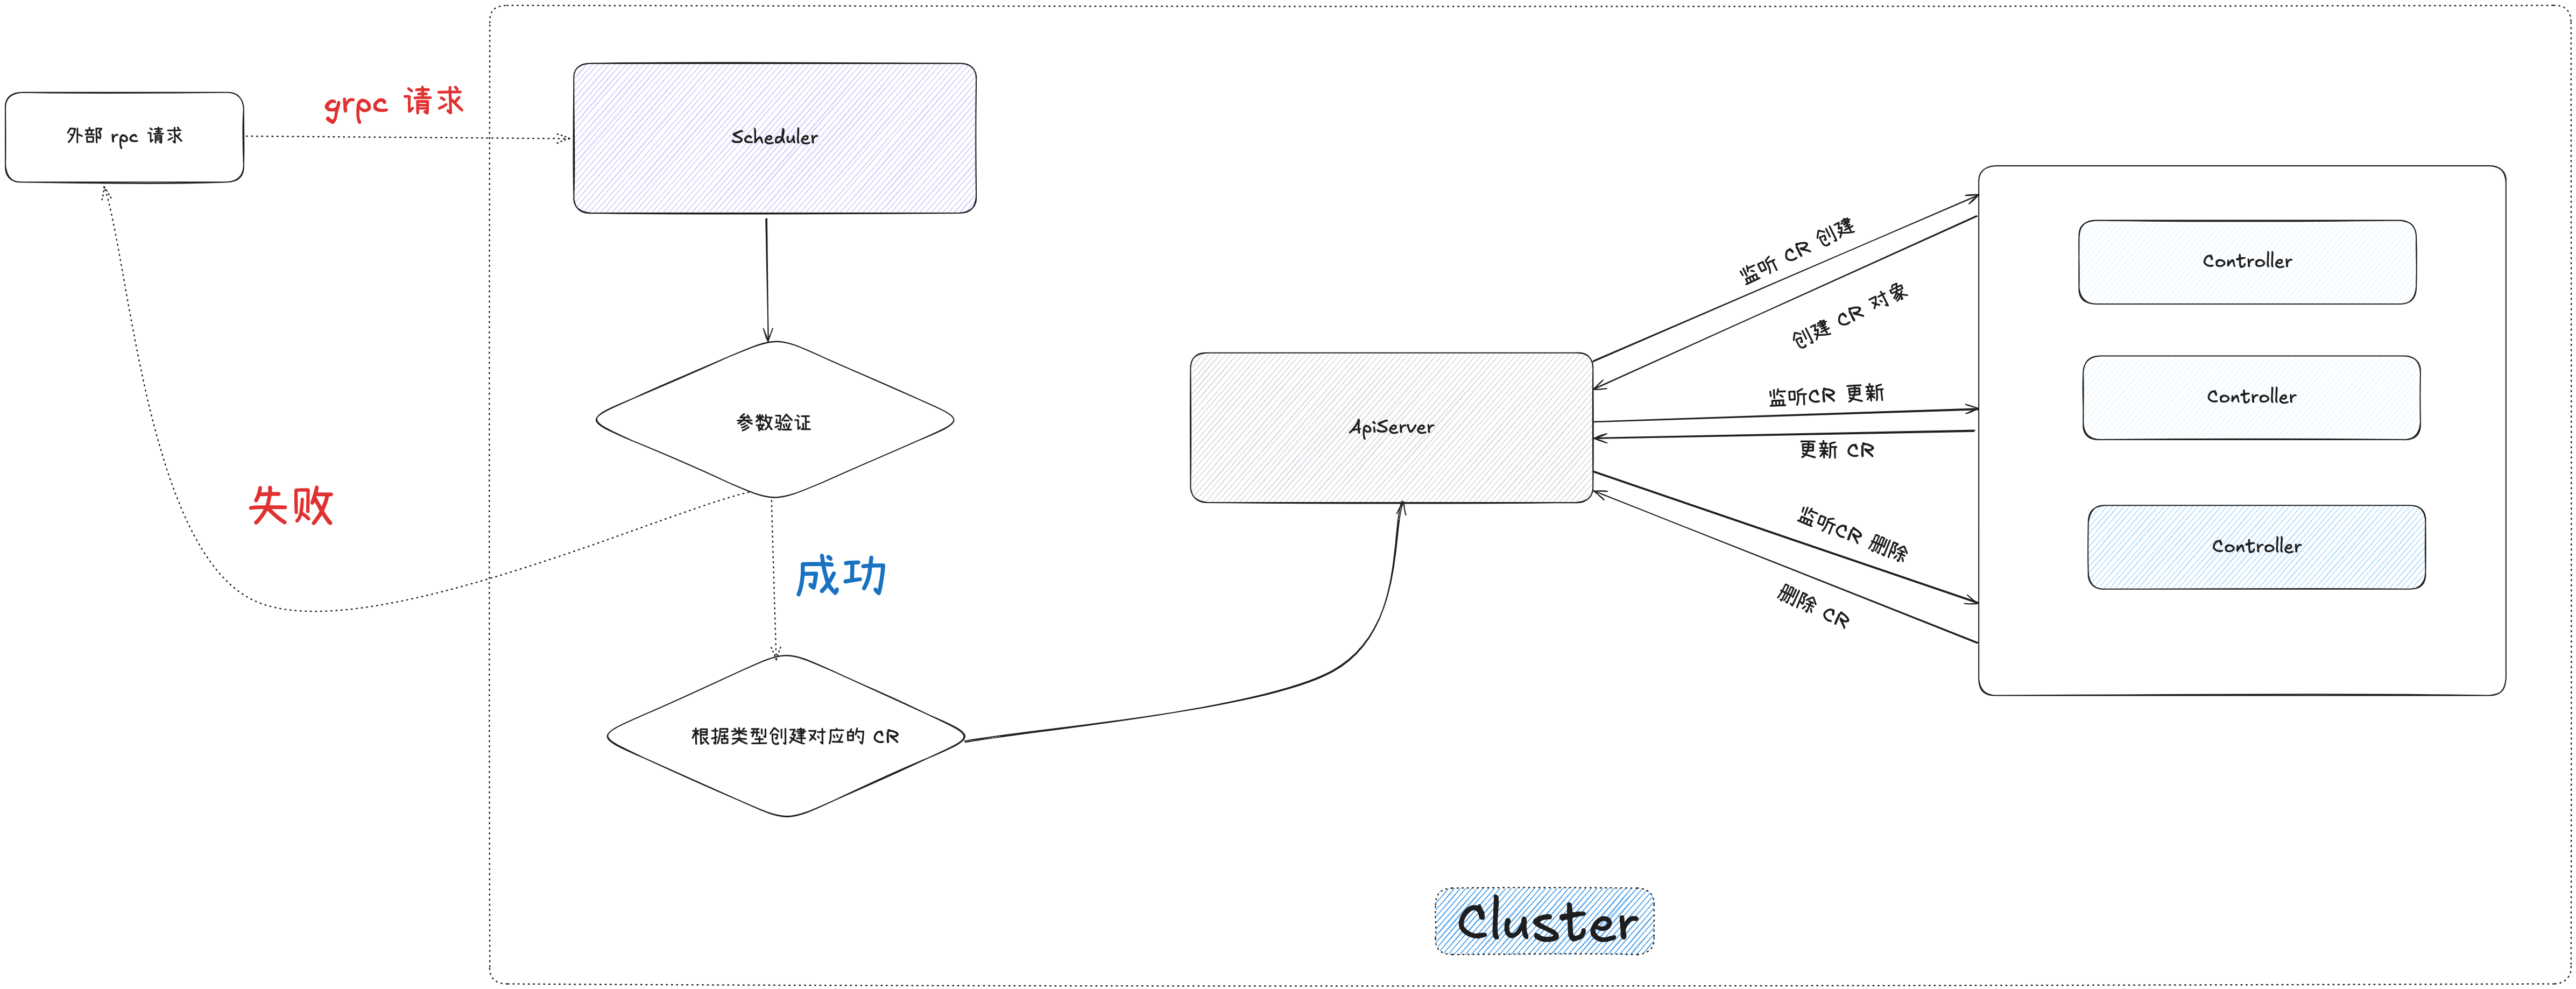 外部 rpc 请求
grpc 请求
Scheduler
参数验证
失败
成功
根据类型创建对应的 CR
ApiServer
监听 CR 创建
创建 CR 对象
监听CR 更新
更新 CR
监听CR 删除
删除 CR
Controller
Controller
Controller
Cluster